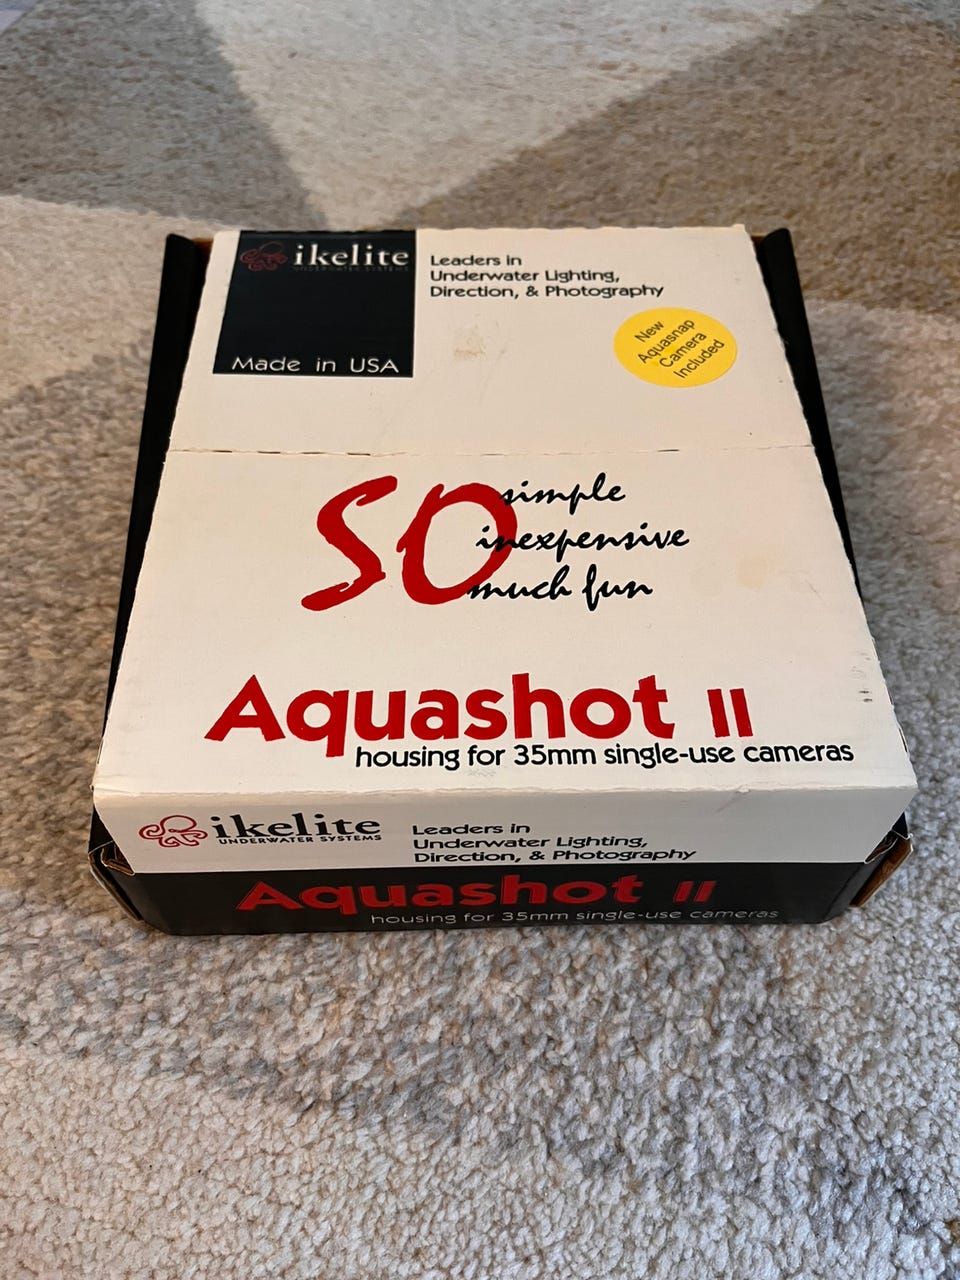 ikelite
UNDERWATER SYSTEMS
Made in USA
Leaders in
Underwater Lighting,
Direction, & Photography
New
Aquasnap
Camera
Included
SO
simple
inexpensive
much fun
Aquashot II
housing for 35mm single-use cameras
ikelite
UNDERWATER SYSTEMS
Leaders in
Underwater Lighting,
Direction, & Photography
Aquashot II
housing for 35mm single-use cameras